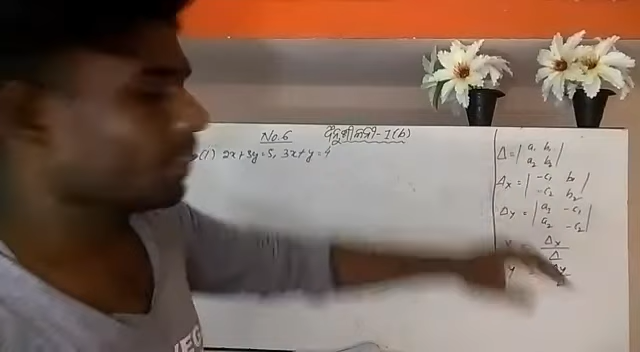 No. 6
(1) 2x+3y=5, 3x+y=4
Δ = | a₁ b₁ |
| a₂ b₂ |
Δx = | -c₁ b₁ |
| -c₂ b₂ |
Δy = | a₁ -c₁ |
| a₂ -c₂ |
x = Δx
Δ
y